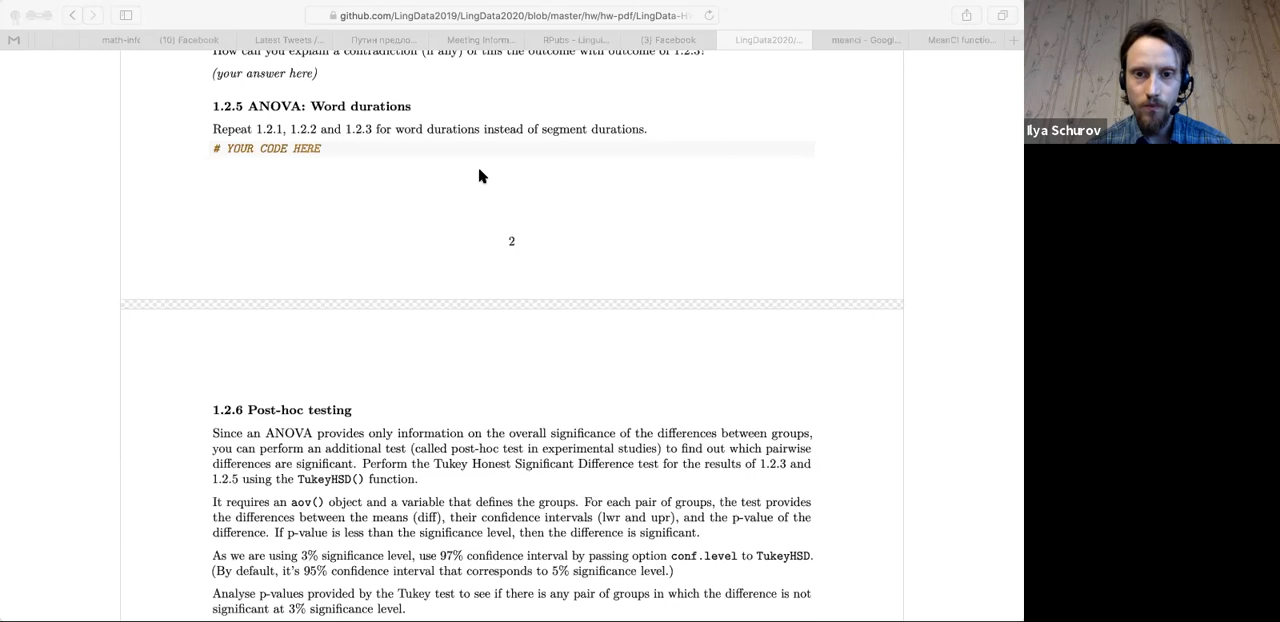 github.com/LingData2019/LingData2020/blob/master/hw/hw-pdf/LingData-H
math-info (10) Facebook Latest Tweets /... Путин предло... Meeting Inform... RPubs - Lingui... (3) Facebook LingData2020/... meanci - Googl... MeanCI functio...
How can you explain a contradiction (if any) of this the outcome with outcome of 1.2.3?
(your answer here)
1.2.5 ANOVA: Word durations
Repeat 1.2.1, 1.2.2 and 1.2.3 for word durations instead of segment durations.
# YOUR CODE HERE
2
1.2.6 Post-hoc testing
Since an ANOVA provides only information on the overall significance of the differences between groups,
you can perform an additional test (called post-hoc test in experimental studies) to find out which pairwise
differences are significant. Perform the Tukey Honest Significant Difference test for the results of 1.2.3 and
1.2.5 using the TukeyHSD() function.
It requires an aov() object and a variable that defines the groups. For each pair of groups, the test provides
the differences between the means (diff), their confidence intervals (lwr and upr), and the p-value of the
difference. If p-value is less than the significance level, then the difference is significant.
As we are using 3% significance level, use 97% confidence interval by passing option conf.level to TukeyHSD.
(By default, it's 95% confidence interval that corresponds to 5% significance level.)
Analyse p-values provided by the Tukey test to see if there is any pair of groups in which the difference is not
significant at 3% significance level.
Ilya Schurov